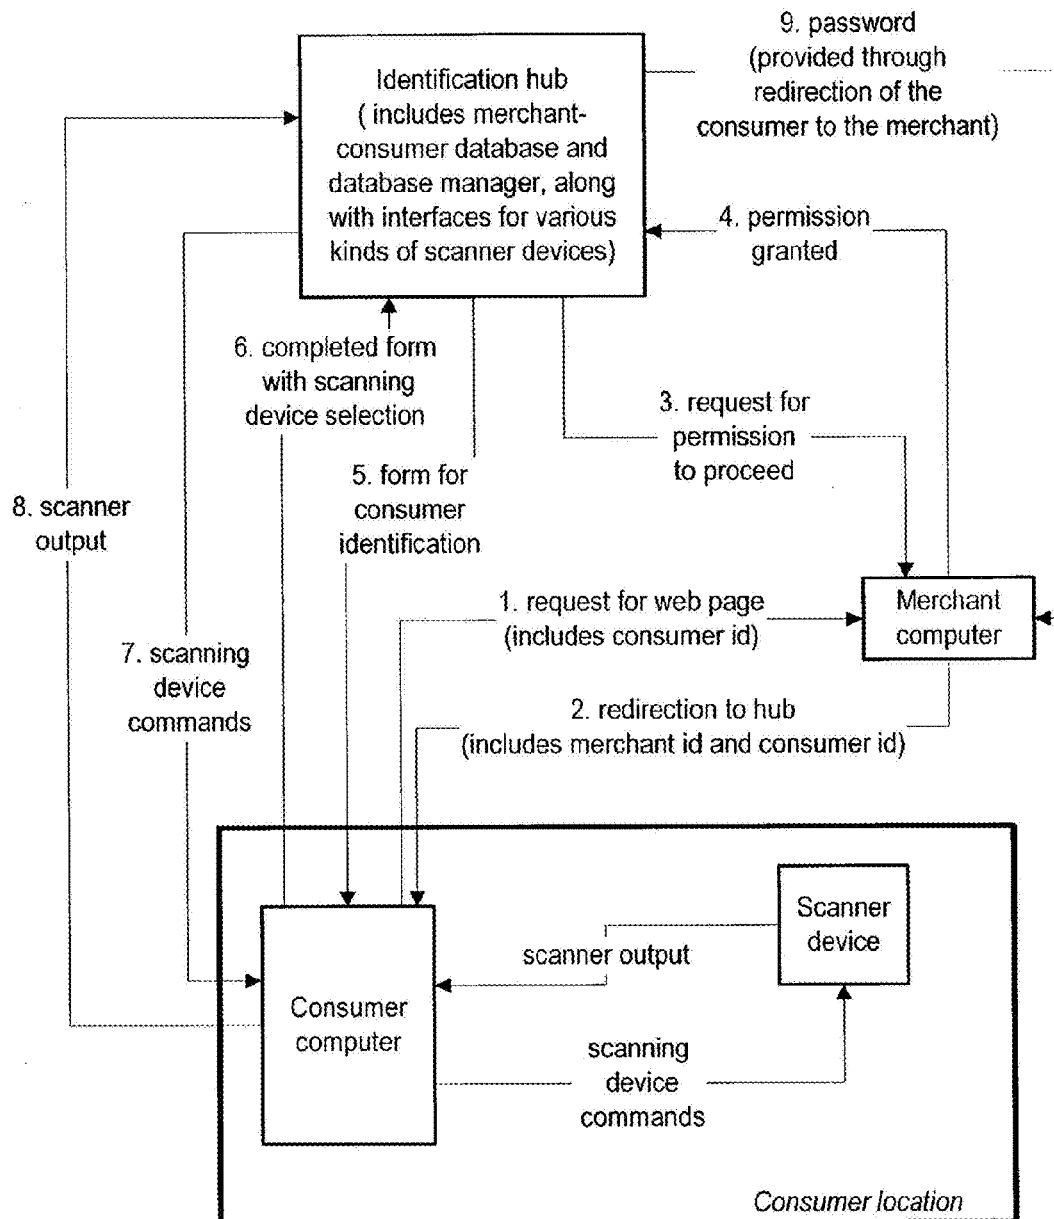 9. password
(provided through
redirection of the
consumer to the merchant)
Identification hub
( includes merchant-
consumer database and
database manager, along
with interfaces for various
kinds of scanner devices)
4. permission
granted
6. completed form
with scanning
device selection
3. request for
permission
to proceed
5. form for
consumer
identification
8. scanner
output
1. request for web page
(includes consumer id)
Merchant
computer
7. scanning
device
commands
2. redirection to hub
(includes merchant id and consumer id)
Scanner
device
scanner output
Consumer
computer
scanning
device
commands
Consumer location